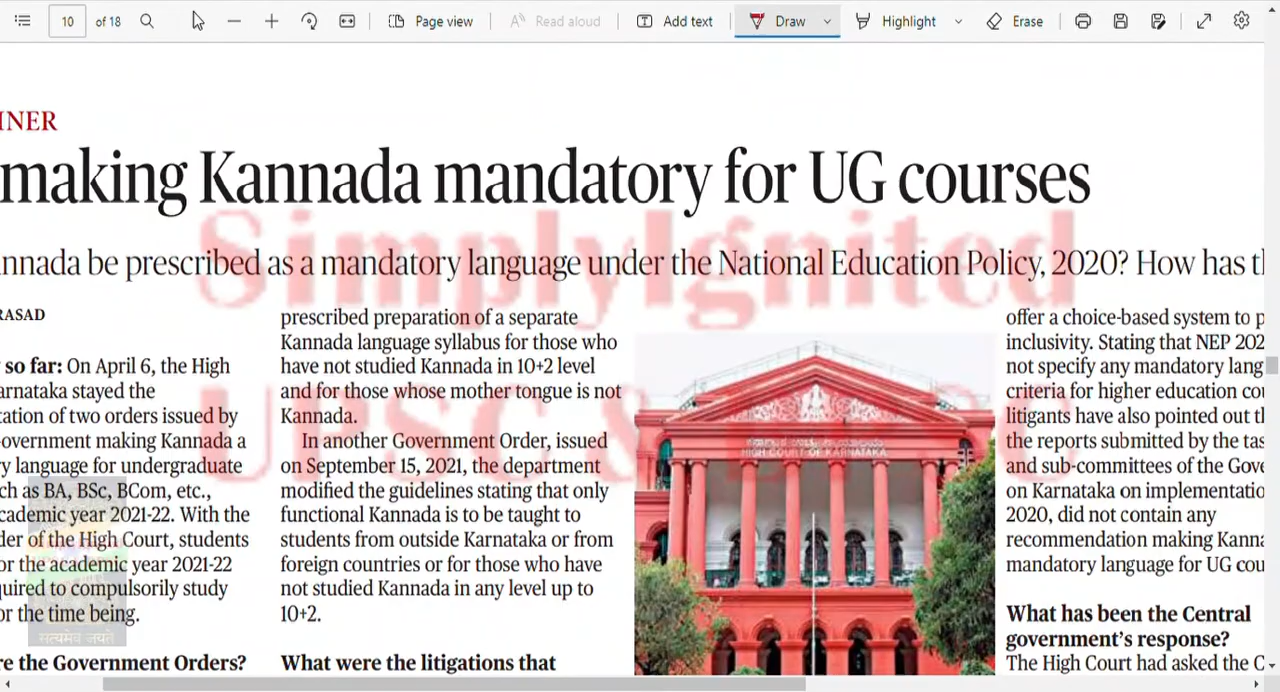 10 of 18
Page view
Read aloud
Add text
Draw
Highlight
Erase
INER
making Kannada mandatory for UG courses
nnada be prescribed as a mandatory language under the National Education Policy, 2020? How has tl
RASAD
so far: On April 6, the High
arnataka stayed the
tation of two orders issued by
overnment making Kannada a
ry language for undergraduate
ch as BA, BSc, BCom, etc.,
cademic year 2021-22. With the
der of the High Court, students
or the academic year 2021-22
quired to compulsorily study
or the time being.
re the Government Orders?
prescribed preparation of a separate
Kannada language syllabus for those who
have not studied Kannada in 10+2 level
and for those whose mother tongue is not
Kannada.
In another Government Order, issued
on September 15, 2021, the department
modified the guidelines stating that only
functional Kannada is to be taught to
students from outside Karnataka or from
foreign countries or for those who have
not studied Kannada in any level up to
10+2.
What were the litigations that
HIGH COURT OF KARNATAKA
offer a choice-based system to p
inclusivity. Stating that NEP 202
not specify any mandatory lang
criteria for higher education cou
litigants have also pointed out tl
the reports submitted by the tas
and sub-committees of the Gove
on Karnataka on implementatio
2020, did not contain any
recommendation making Kanna
mandatory language for UG cou
What has been the Central
government's response?
The High Court had asked the C
SimplyIgnited
UPSC &
सत्यमेव जयते